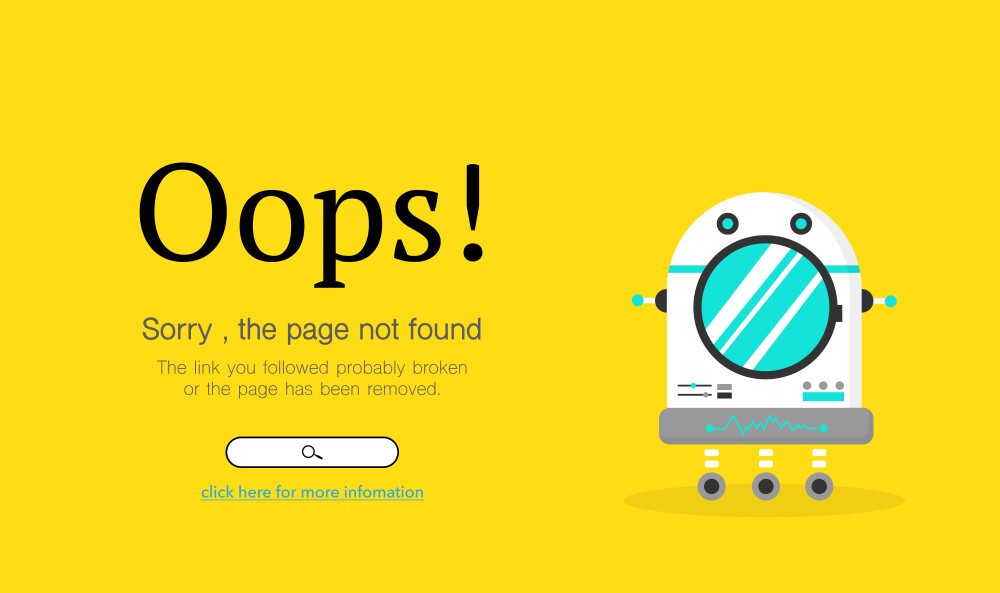 Oops!
Sorry , the page not found
The link you followed probably broken
or the page has been removed.
click here for more infomation